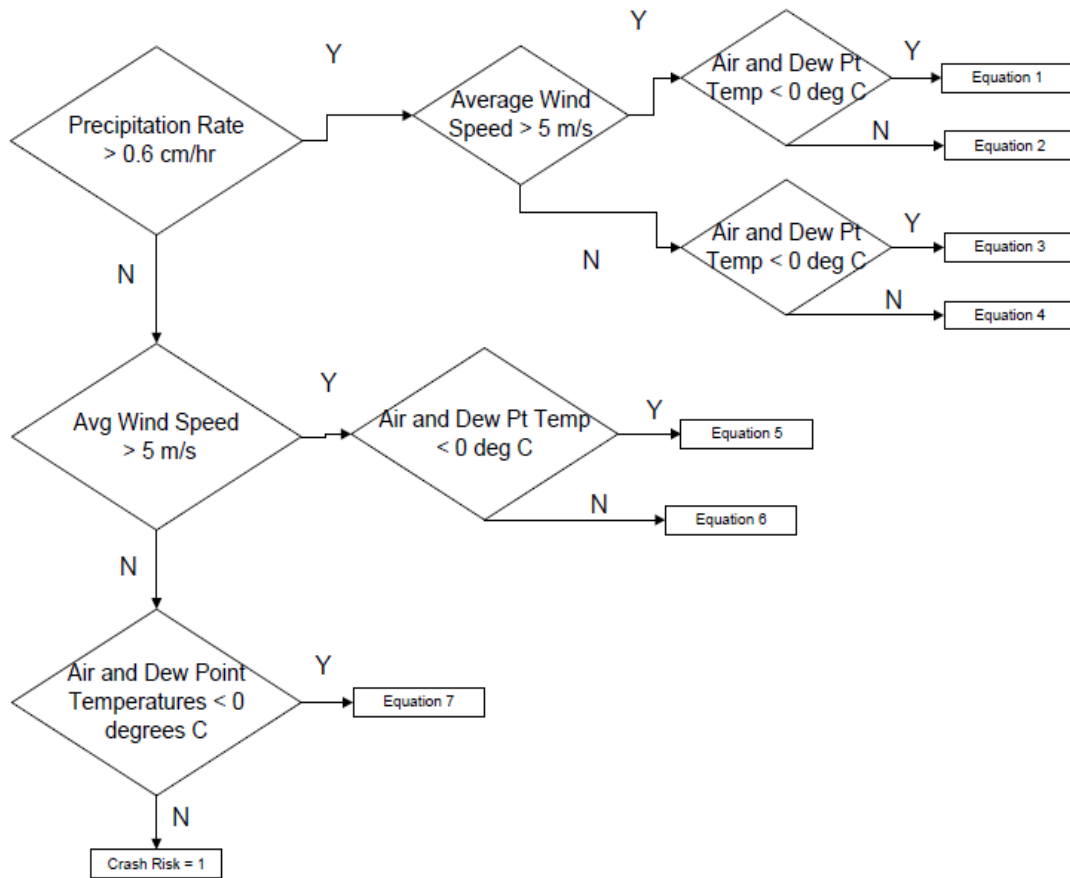 Y
Y
Air and Dew Pt
Temp < 0 deg C
Y
Equation 1
Precipitation Rate
> 0.6 cm/hr
Average Wind
Speed > 5 m/s
N
Equation 2
N
Air and Dew Pt
Temp < 0 deg C
Y
Equation 3
N
Equation 4
N
Avg Wind Speed
> 5 m/s
Y
Air and Dew Pt Temp
< 0 deg C
Y
Equation 5
N
Equation 6
N
Air and Dew Point
Temperatures < 0
degrees C
Y
Equation 7
N
Crash Risk = 1